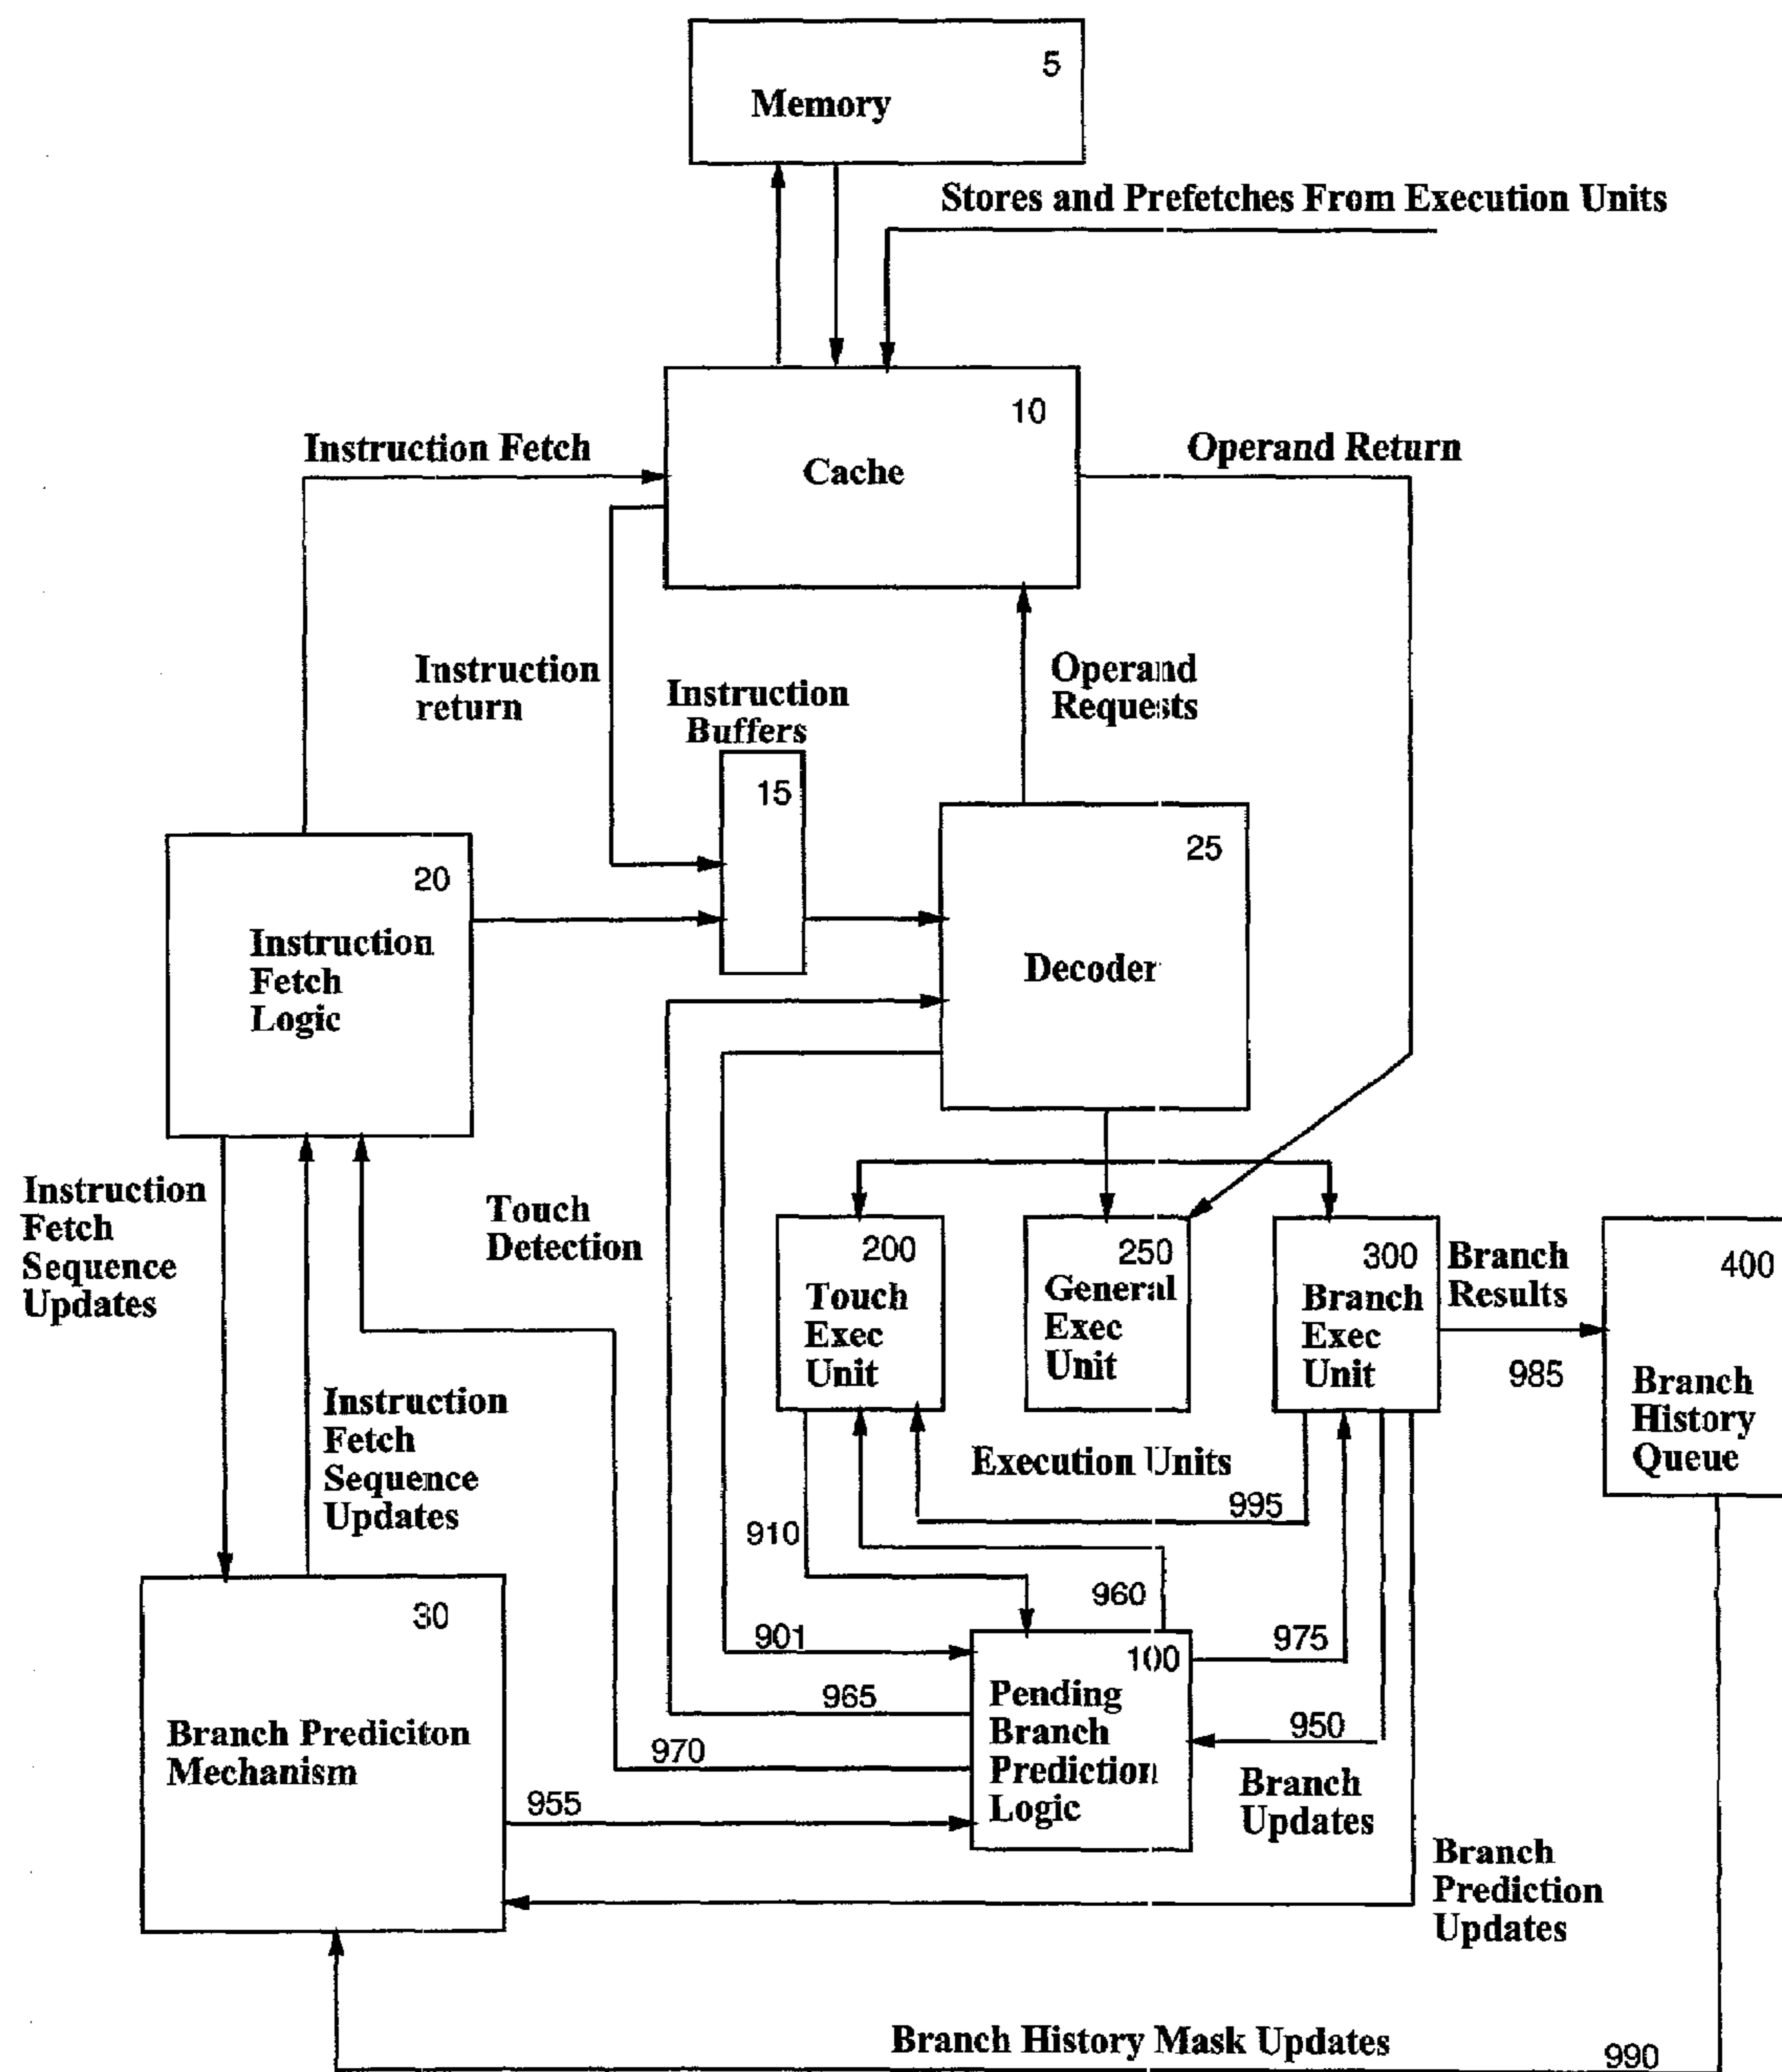 5
Memory
Stores and Prefetches From Execution Units
10
Instruction Fetch
Cache
Operand Return
Instruction
return
Instruction
Buffers
Operand
Requests
15
25
20
Instruction
Fetch
Logic
Decoder
Instruction
Fetch
Sequence
Updates
Touch
Detection
200
Touch
Exec
Unit
250
General
Exec
Unit
300
Branch
Exec
Unit
Branch
Results
985
400
Branch
History
Queue
Instruction
Fetch
Sequence
Updates
Execution Units
995
910
960
30
Branch Prediciton
Mechanism
901
965
970
955
100
Pending
Branch
Prediction
Logic
975
950
Branch
Updates
Branch
Prediction
Updates
Branch History Mask Updates
990